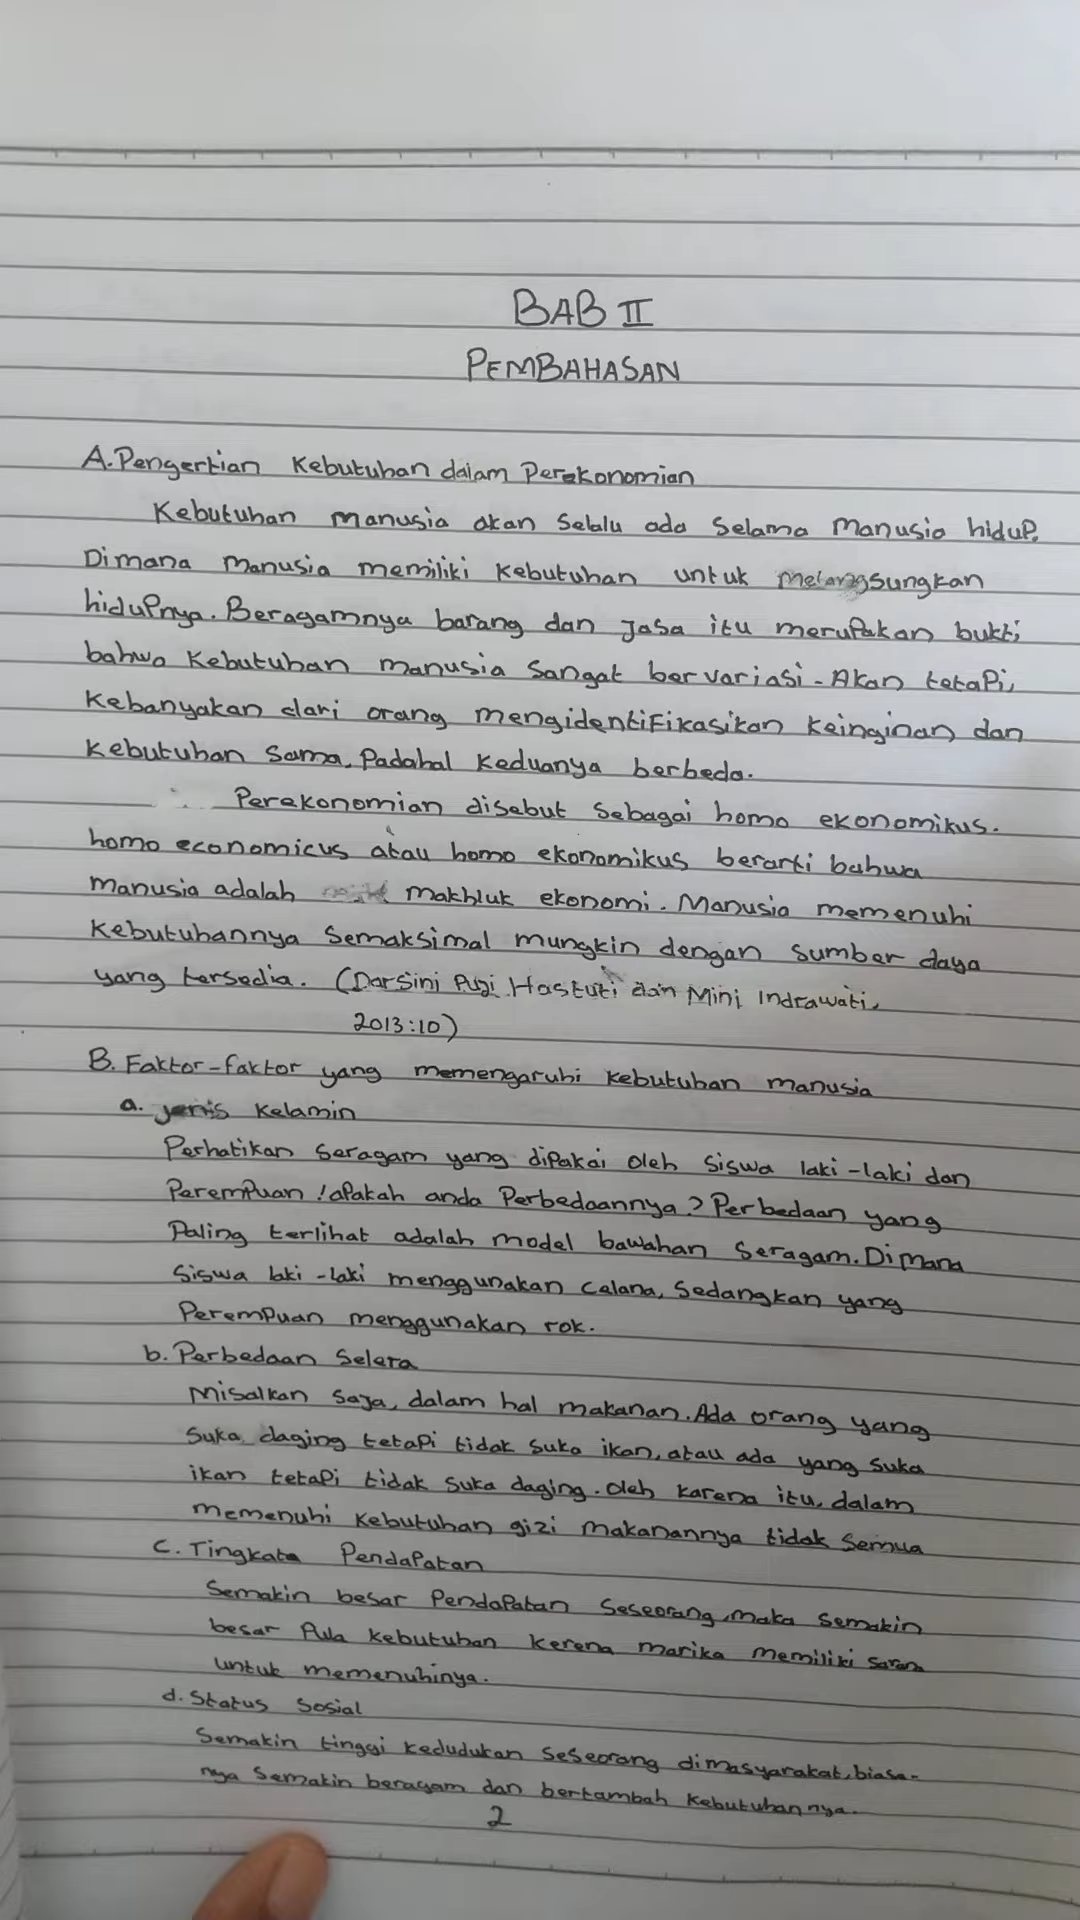 BAB II
PEMBAHASAN
A. Pengertian Kebutuhan dalam Perekonomian
Kebutuhan manusia akan Selalu ada Selama Manusia hidup.
Dimana Manusia memiliki Kebutuhan untuk melangsungkan
hidupnya. Beragamnya barang dan Jasa itu merupakan bukti
bahwa Kebutuhan manusia Sangat bervariasi. Akan tetapi,
Kebanyakan dari orang mengidentifikasikan Keinginan dan
Kebutuhan Sama, Padahal Keduanya berbeda.
Perekonomian disebut Sebagai homo ekonomikus.
homo economicus atau homo ekonomikus berarti bahwa
Manusia adalah makhluk ekonomi. Manusia memenuhi
Kebutuhannya Semaksimal mungkin dengan Sumber daya
yang tersedia. (Darsini Puji Hastuti dan Mini Indrawati,
2013:10)
B. Faktor-faktor yang memengaruhi Kebutuhan manusia
a. jenis Kelamin
Perhatikan Seragam yang dipakai oleh Siswa laki-laki dan
Perempuan! apakah anda Perbedaannya? Perbedaan yang
Paling terlihat adalah model bawahan Seragam. Dimana
Siswa laki-laki menggunakan Calana, Sedangkan yang
Perempuan menggunakan rok.
b. Perbedaan Selera
Misalkan Saja, dalam hal makanan. Ada orang yang
Suka daging tetapi tidak Suka ikan, atau ada yang Suka
ikan tetapi tidak Suka daging. Oleh Karena itu, dalam
memenuhi Kebutuhan gizi Makanannya tidak Semua
C. Tingkata Pendapatan
Semakin besar Pendapatan Seseorang, maka Semakin
besar Pula Kebutuhan Kerena marika memiliki Sarana
untuk memenuhinya.
d. Status Sosial
Semakin tinggi Kedudukan Seseorang dimasyarakat, biasa-
nya Semakin beragam dan bertambah Kebutuhannya.
2